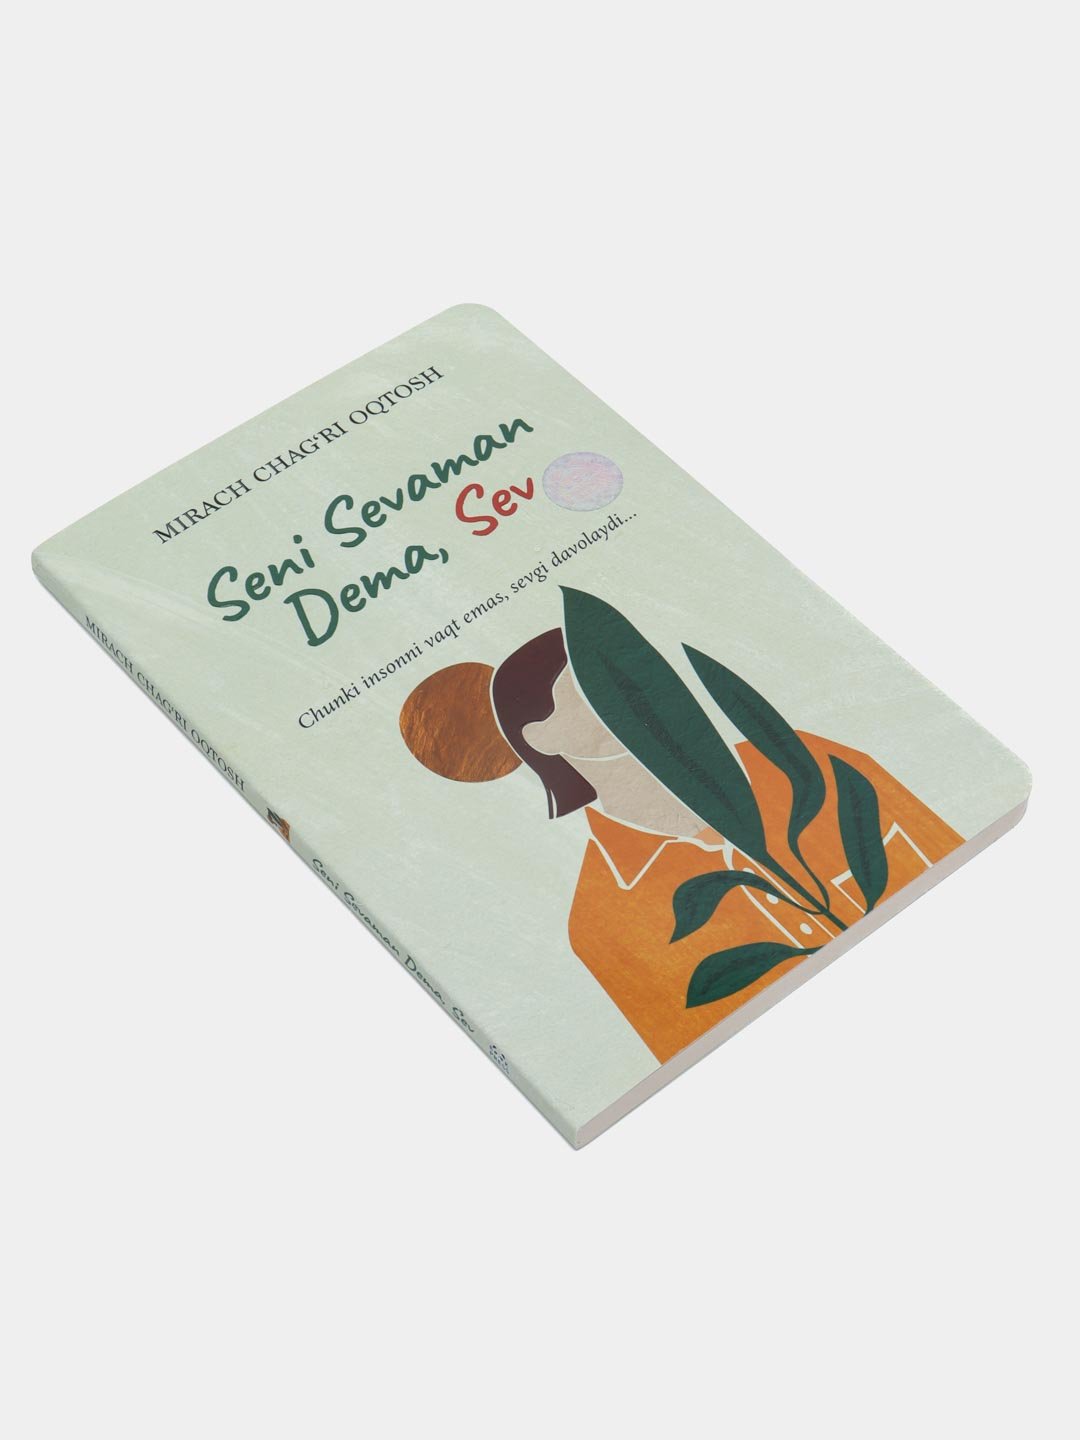 MIRACH CHAG‘RI OQTOSH
Seni Sevaman
Dema, Sev
Chunki insonni vaqt emas, sevgi davolaydi...
MIRACH CHAG‘RI OQTOSH
Seni Sevaman Dema, Sev